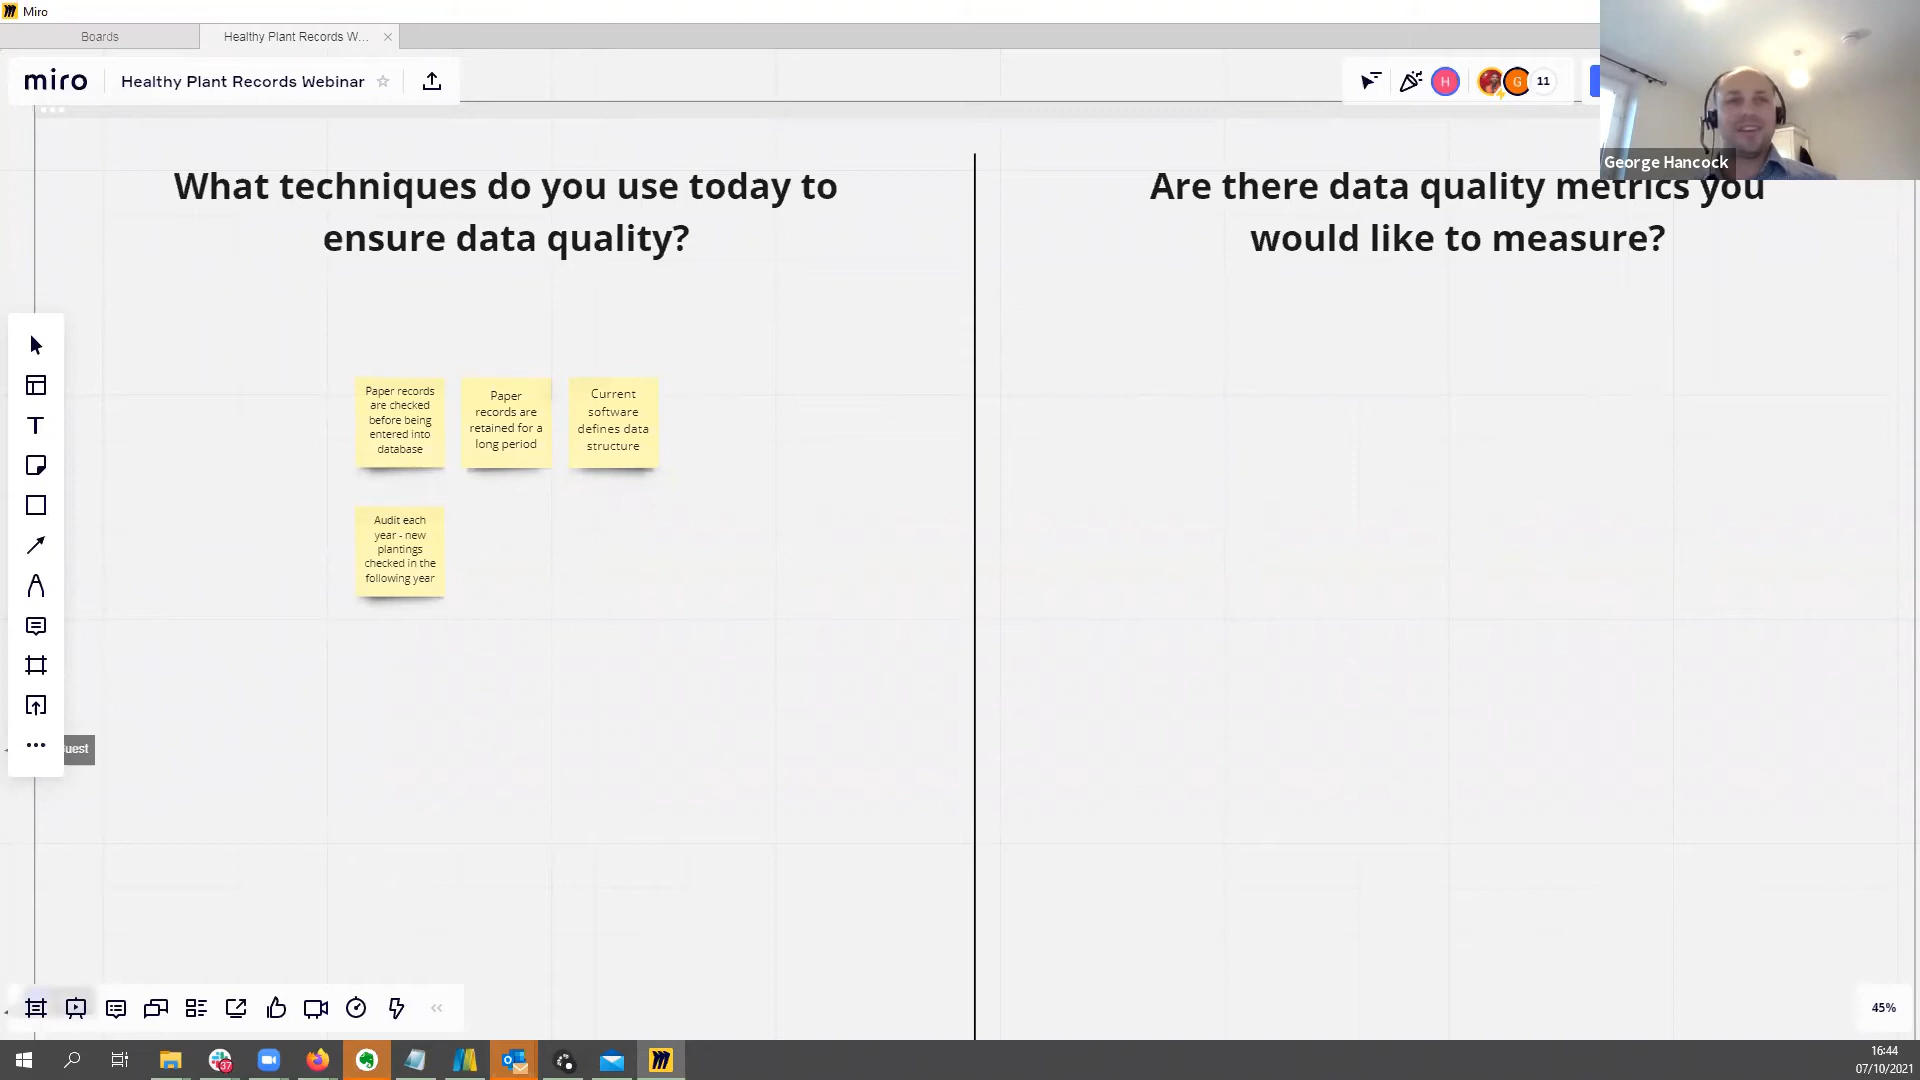 Miro
Boards
Healthy Plant Records W...
miro
Healthy Plant Records Webinar
H
G
11
George Hancock
What techniques do you use today to
ensure data quality?
Are there data quality metrics you
would like to measure?
Paper records
are checked
before being
entered into
database
Paper
records are
retained for a
long period
Current
software
defines data
structure
Audit each
year - new
plantings
checked in the
following year
uest
45%
37
16:44
07/10/2021